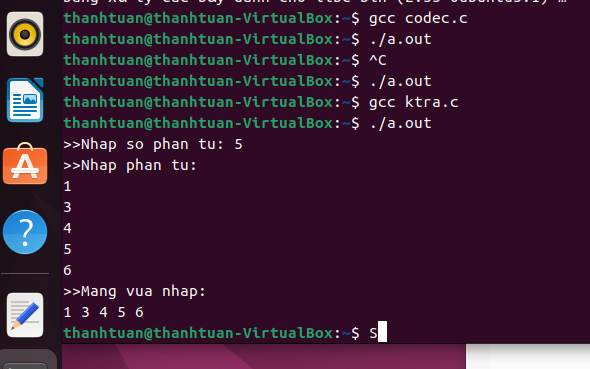 thanhtuan@thanhtuan-VirtualBox:~$ gcc codec.c
thanhtuan@thanhtuan-VirtualBox:~$ ./a.out
thanhtuan@thanhtuan-VirtualBox:~$ ^C
thanhtuan@thanhtuan-VirtualBox:~$ ./a.out
thanhtuan@thanhtuan-VirtualBox:~$ gcc ktra.c
thanhtuan@thanhtuan-VirtualBox:~$ ./a.out
>>Nhap so phan tu: 5
>>Nhap phan tu:
1
3
4
5
6
>>Mang vua nhap:
1 3 4 5 6
thanhtuan@thanhtuan-VirtualBox:~$ S